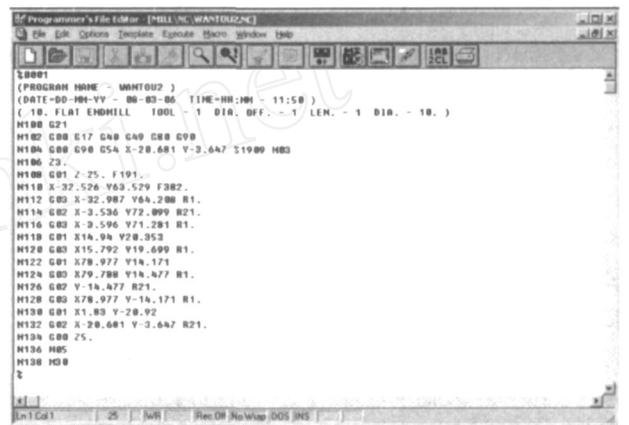 Programmer's File Editor - [MILL\NC\WANTOU2.NC]
File Edit Options Template Execute Macro Window Help
%0001
(PROGRAM NAME - WANTOU2 )
(DATE=DD-MM-YY - 08-03-06 TIME=HH:MM - 11:50 )
( 10. FLAT ENDMILL TOOL - 1 DIA. OFF. - 1 LEN. - 1 DIA. - 10. )
N100 G21
N102 G00 G17 G40 G49 G80 G90
N104 G00 G90 G54 X-20.681 Y-3.647 S1909 M03
N106 Z3.
N108 G01 Z-25. F191.
N110 X-32.526 Y63.529 F382.
N112 G03 X-32.987 Y64.208 R1.
N114 G02 X-3.536 Y72.099 R21.
N116 G03 X-3.596 Y71.281 R1.
N118 G01 X14.94 Y20.353
N120 G03 X15.792 Y19.699 R1.
N122 G01 X78.977 Y14.171
N124 G03 X79.788 Y14.477 R1.
N126 G02 Y-14.477 R21.
N128 G03 X78.977 Y-14.171 R1.
N130 G01 X1.83 Y-20.92
N132 G02 X-20.681 Y-3.647 R21.
N134 G00 Z5.
N136 M05
N138 M30
%
Ln 1 Col 1 25 WR Rec Off No Wrap DOS INS